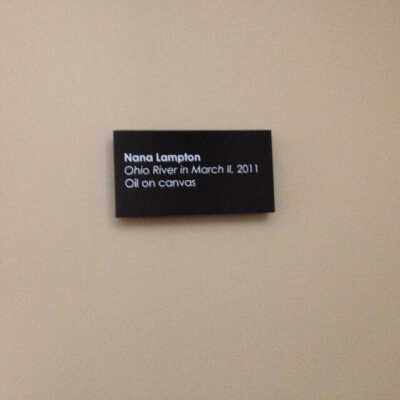 Nana Lampton
Ohio River in March II, 2011
Oil on canvas